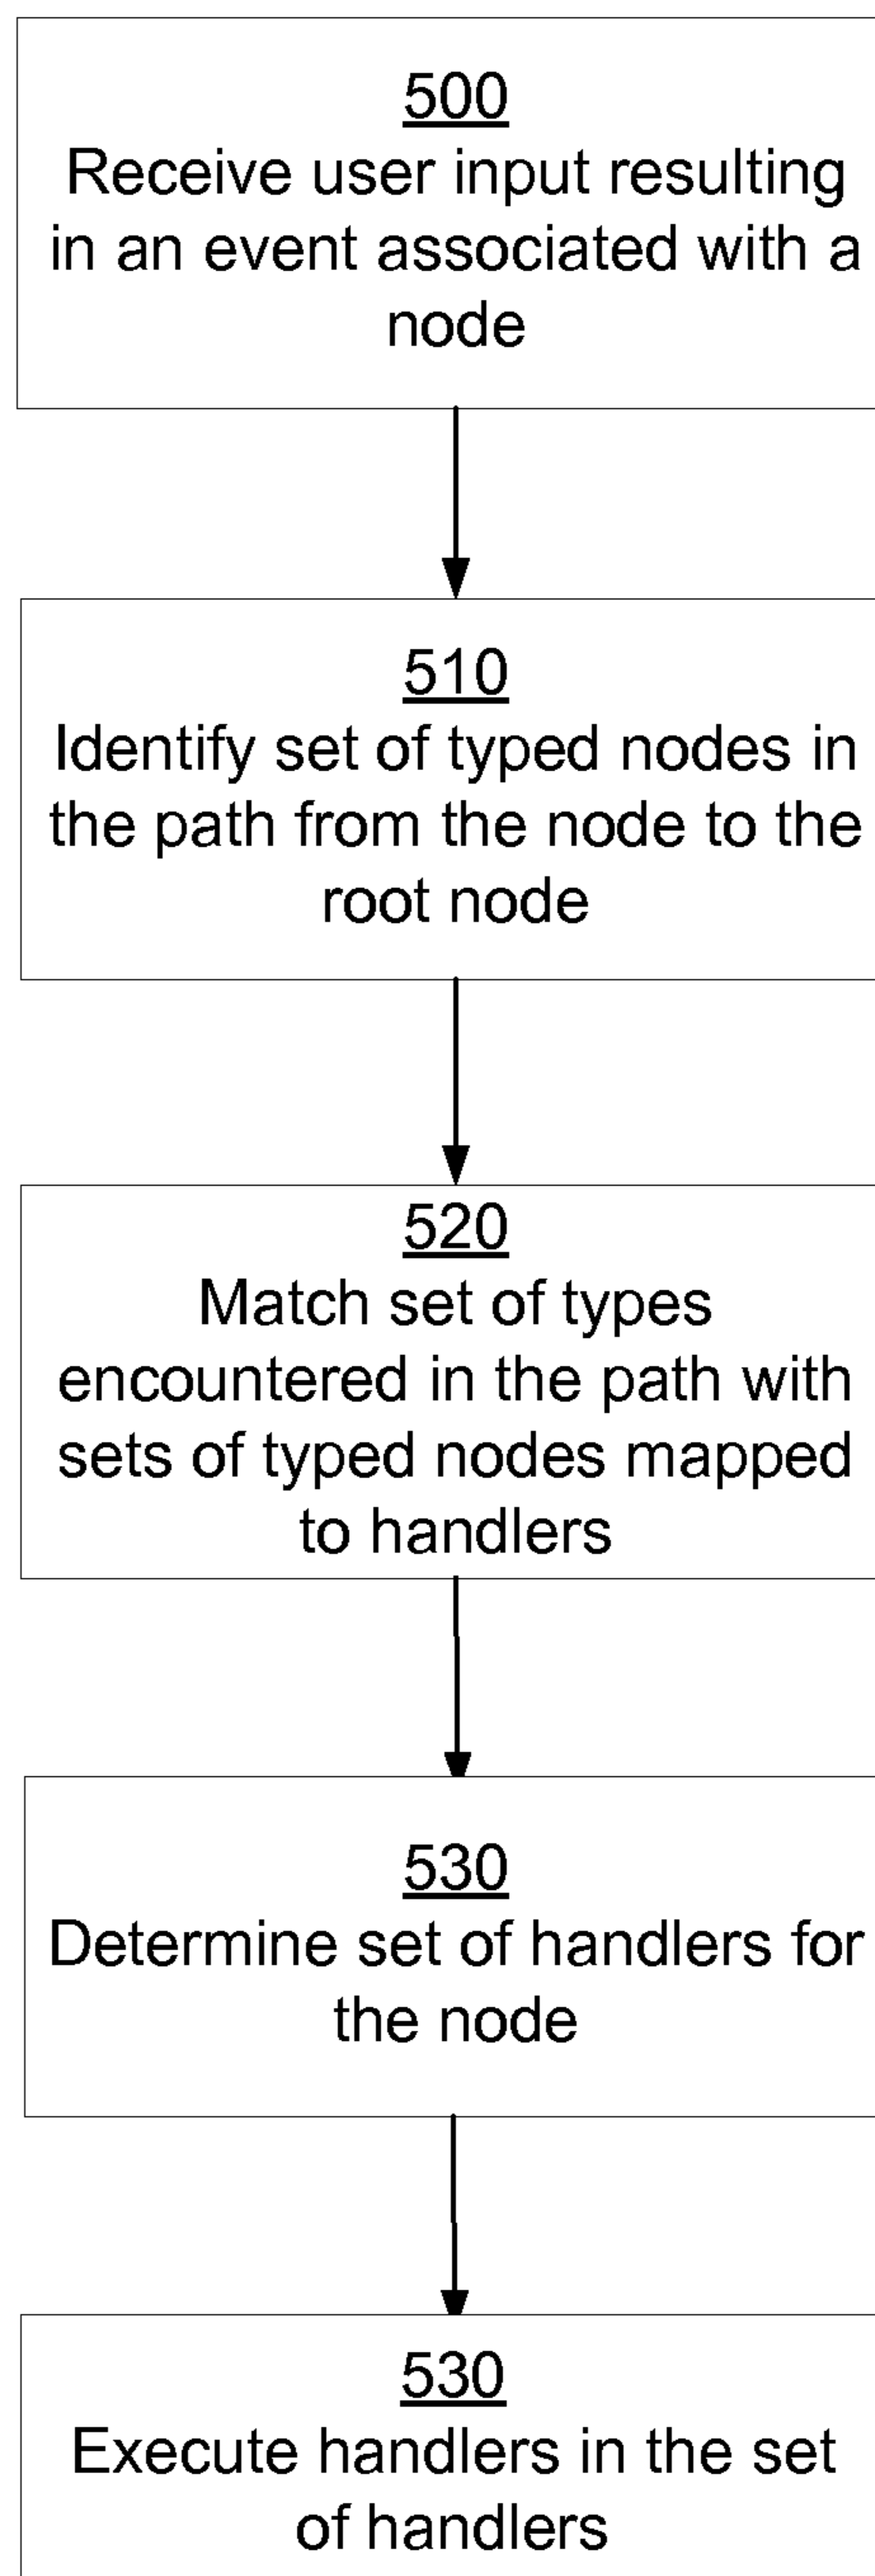 500
Receive user input resulting
in an event associated with a
node
510
Identify set of typed nodes in
the path from the node to the
root node
520
Match set of types
encountered in the path with
sets of typed nodes mapped
to handlers
530
Determine set of handlers for
the node
530
Execute handlers in the set
of handlers